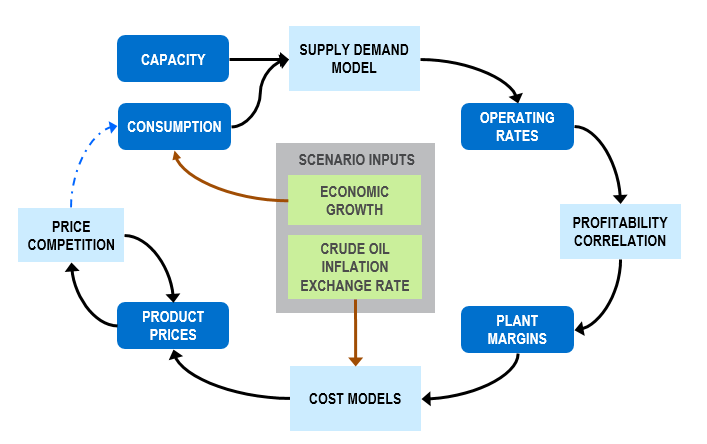 CAPACITY
SUPPLY DEMAND
MODEL
CONSUMPTION
OPERATING
RATES
SCENARIO INPUTS
ECONOMIC
GROWTH
PRICE
COMPETITION
PROFITABILITY
CORRELATION
CRUDE OIL
INFLATION
EXCHANGE RATE
PRODUCT
PRICES
PLANT
MARGINS
COST MODELS